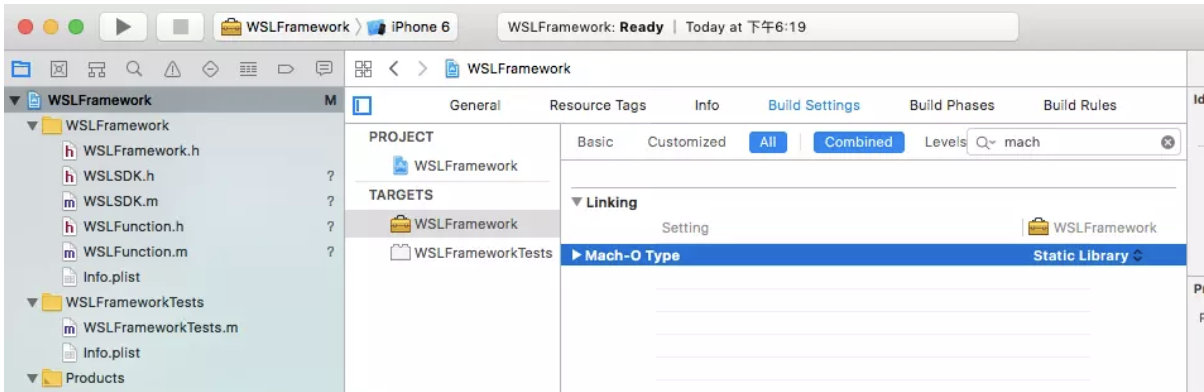 WSLFramework 〉 iPhone 6 WSLFramework: Ready | Today at 下午6:19
WSLFramework
WSLFramework M
General Resource Tags Info Build Settings Build Phases Build Rules
WSLFramework
h WSLFramework.h
h WSLSDK.h ?
m WSLSDK.m ?
h WSLFunction.h ?
m WSLFunction.m ?
Info.plist
WSLFrameworkTests
m WSLFrameworkTests.m
Info.plist
Products
PROJECT
WSLFramework
TARGETS
WSLFramework
WSLFrameworkTests
Basic Customized All Combined Levels mach
Linking
Setting WSLFramework
Mach-O Type Static Library
Id